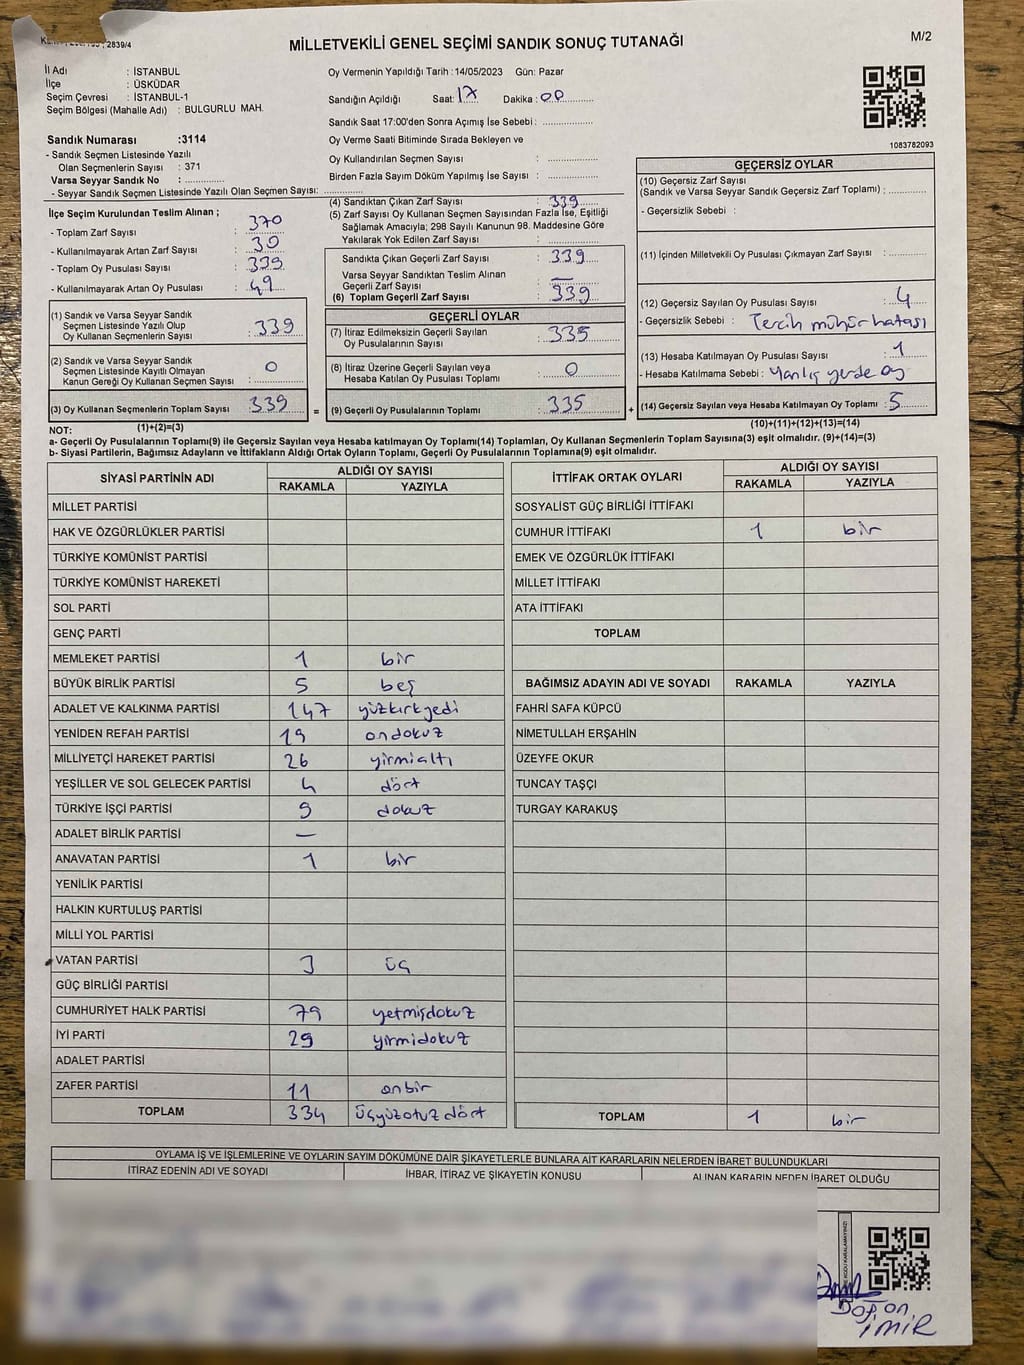 2839/4
MİLLETVEKİLİ GENEL SEÇİMİ SANDIK SONUÇ TUTANAĞI
M/2
İl Adı : İSTANBUL
İlçe : ÜSKÜDAR
Seçim Çevresi : İSTANBUL-1
Seçim Bölgesi (Mahalle Adı) : BULGURLU MAH.
Sandık Numarası :3114
- Sandık Seçmen Listesinde Yazılı
Olan Seçmenlerin Sayısı : 371
Varsa Seyyar Sandık No : ............
- Seyyar Sandık Seçmen Listesinde Yazılı Olan Seçmen Sayısı: ............
Oy Vermenin Yapıldığı Tarih : 14/05/2023 Gün: Pazar
Sandığın Açıldığı Saat: 17 Dakika : 00
Sandık Saat 17:00'den Sonra Açımış İse Sebebi : ............
Oy Verme Saati Bitiminde Sırada Bekleyen ve
Oy Kullandırılan Seçmen Sayısı : ............
Birden Fazla Sayım Döküm Yapılmış İse Sayısı : ............
1083782093
İlçe Seçim Kurulundan Teslim Alınan ;
- Toplam Zarf Sayısı : 370
- Kullanılmayarak Artan Zarf Sayısı : 30
- Toplam Oy Pusulası Sayısı : 339
- Kullanılmayarak Artan Oy Pusulası : 49
(1) Sandık ve Varsa Seyyar Sandık
Seçmen Listesinde Yazılı Olup
Oy Kullanan Seçmenlerin Sayısı : 339
(2) Sandık ve Varsa Seyyar Sandık
Seçmen Listesinde Kayıtlı Olmayan
Kanun Gereği Oy Kullanan Seçmen Sayısı : 0
(3) Oy Kullanan Seçmenlerin Toplam Sayısı : 339 =
(1)+(2)=(3)
(4) Sandıktan Çıkan Zarf Sayısı : 339
(5) Zarf Sayısı Oy Kullanan Seçmen Sayısından Fazla İse, Eşitliği
Sağlamak Amacıyla; 298 Sayılı Kanunun 98. Maddesine Göre
Yakılarak Yok Edilen Zarf Sayısı : ............
Sandıkta Çıkan Geçerli Zarf Sayısı : 339
Varsa Seyyar Sandıktan Teslim Alınan
Geçerli Zarf Sayısı : —
(6) Toplam Geçerli Zarf Sayısı : 339
GEÇERLİ OYLAR
(7) İtiraz Edilmeksizin Geçerli Sayılan
Oy Pusulalarının Sayısı : 335
(8) İtiraz Üzerine Geçerli Sayılan veya
Hesaba Katılan Oy Pusulası Toplamı : 0
(9) Geçerli Oy Pusulalarının Toplamı : 335 +
GEÇERSİZ OYLAR
(10) Geçersiz Zarf Sayısı
(Sandık ve Varsa Seyyar Sandık Geçersiz Zarf Toplamı) : ............
- Geçersizlik Sebebi :
(11) İçinden Milletvekili Oy Pusulası Çıkmayan Zarf Sayısı : ............
(12) Geçersiz Sayılan Oy Pusulası Sayısı : 4
- Geçersizlik Sebebi : Tercih mühür hatası
(13) Hesaba Katılmayan Oy Pusulası Sayısı : 1
- Hesaba Katılmama Sebebi : Yanlış yerde oy
(14) Geçersiz Sayılan veya Hesaba Katılmayan Oy Toplamı : 5
(10)+(11)+(12)+(13)=(14)
NOT:
a- Geçerli Oy Pusulalarının Toplamı(9) ile Geçersiz Sayılan veya Hesaba katılmayan Oy Toplamı(14) Toplamları, Oy Kullanan Seçmenlerin Toplam Sayısına(3) eşit olmalıdır. (9)+(14)=(3)
b- Siyasi Partilerin, Bağımsız Adayların ve İttifakların Aldığı Ortak Oyların Toplamı, Geçerli Oy Pusulalarının Toplamına(9) eşit olmalıdır.
SİYASİ PARTİNİN ADI
ALDIĞI OY SAYISI
RAKAMLA YAZIYLA
MİLLET PARTİSİ
HAK VE ÖZGÜRLÜKLER PARTİSİ
TÜRKİYE KOMÜNİST PARTİSİ
TÜRKİYE KOMÜNİST HAREKETİ
SOL PARTİ
GENÇ PARTİ
MEMLEKET PARTİSİ 1 bir
BÜYÜK BİRLİK PARTİSİ 5 beş
ADALET VE KALKINMA PARTİSİ 147 yüzkırkyedi
YENİDEN REFAH PARTİSİ 19 ondokuz
MİLLİYETÇİ HAREKET PARTİSİ 26 yirmialtı
YEŞİLLER VE SOL GELECEK PARTİSİ 4 dört
TÜRKİYE İŞÇİ PARTİSİ 9 dokuz
ADALET BİRLİK PARTİSİ —
ANAVATAN PARTİSİ 1 bir
YENİLİK PARTİSİ
HALKIN KURTULUŞ PARTİSİ
MİLLİ YOL PARTİSİ
VATAN PARTİSİ 3 üç
GÜÇ BİRLİĞİ PARTİSİ
CUMHURİYET HALK PARTİSİ 79 yetmişdokuz
İYİ PARTİ 29 yirmidokuz
ADALET PARTİSİ
ZAFER PARTİSİ 11 onbir
TOPLAM 334 üçyüzotuzdört
İTTİFAK ORTAK OYLARI
ALDIĞI OY SAYISI
RAKAMLA YAZIYLA
SOSYALİST GÜÇ BİRLİĞİ İTTİFAKI
CUMHUR İTTİFAKI 1 bir
EMEK VE ÖZGÜRLÜK İTTİFAKI
MİLLET İTTİFAKI
ATA İTTİFAKI
TOPLAM
BAĞIMSIZ ADAYIN ADI VE SOYADI RAKAMLA YAZIYLA
FAHRİ SAFA KÜPCÜ
NİMETULLAH ERŞAHİN
ÜZEYFE OKUR
TUNCAY TAŞÇI
TURGAY KARAKUŞ
TOPLAM 1 bir
OYLAMA İŞ VE İŞLEMLERİNE VE OYLARIN SAYIM DÖKÜMÜNE DAİR ŞİKAYETLERLE BUNLARA AİT KARARLARIN NELERDEN İBARET BULUNDUKLARI
İTİRAZ EDENİN ADI VE SOYADI
İHBAR, İTİRAZ VE ŞİKAYETİN KONUSU
ALINAN KARARIN NEDEN İBARET OLDUĞU
KODU KARALAMAYINIZ!
İMİR